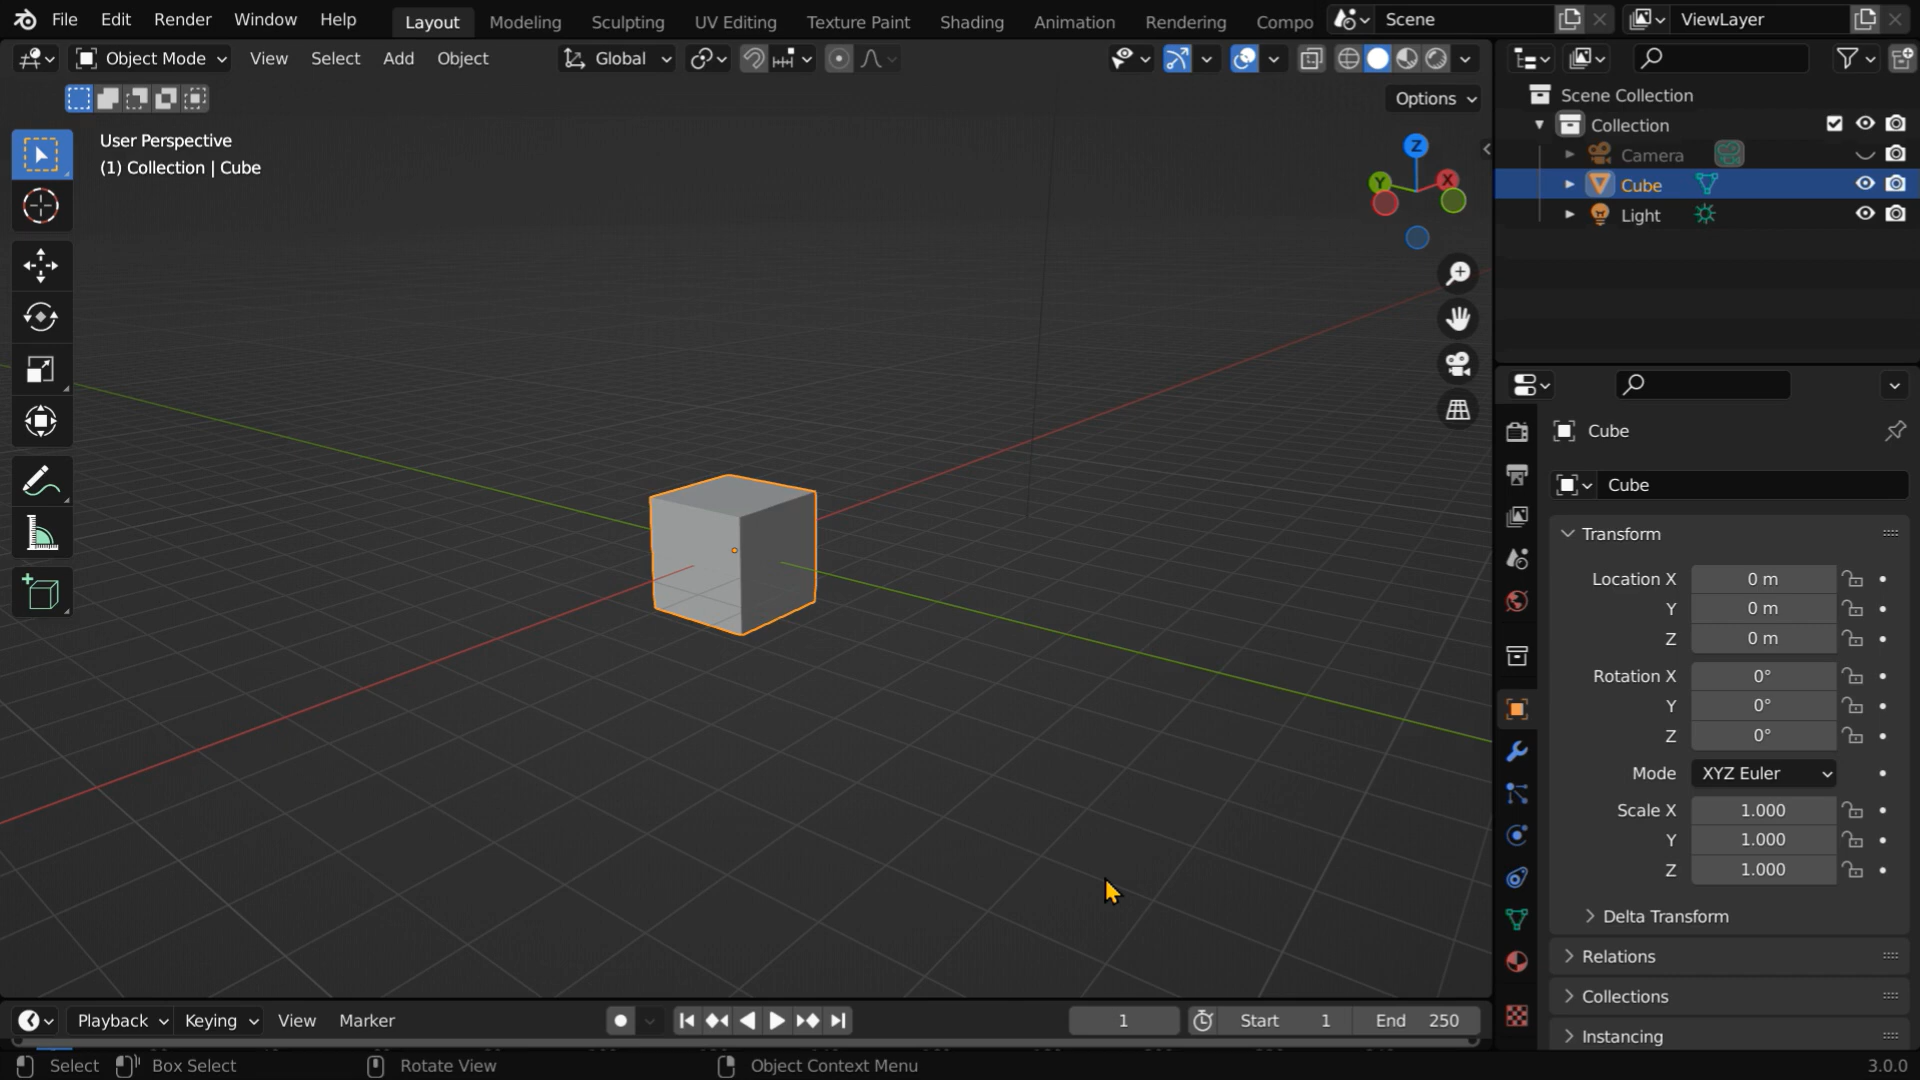 File Edit Render Window Help Layout Modeling Sculpting UV Editing Texture Paint Shading Animation Rendering Compo Scene ViewLayer
Object Mode View Select Add Object Global
Options
User Perspective
(1) Collection | Cube
Z
Y X
Scene Collection
Collection
Camera
Cube
Light
Cube
Cube
Transform
Location X 0 m
Y 0 m
Z 0 m
Rotation X 0°
Y 0°
Z 0°
Mode XYZ Euler
Scale X 1.000
Y 1.000
Z 1.000
Delta Transform
Relations
Collections
Instancing
Playback Keying View Marker 1 Start 1 End 250
Select Box Select Rotate View Object Context Menu 3.0.0